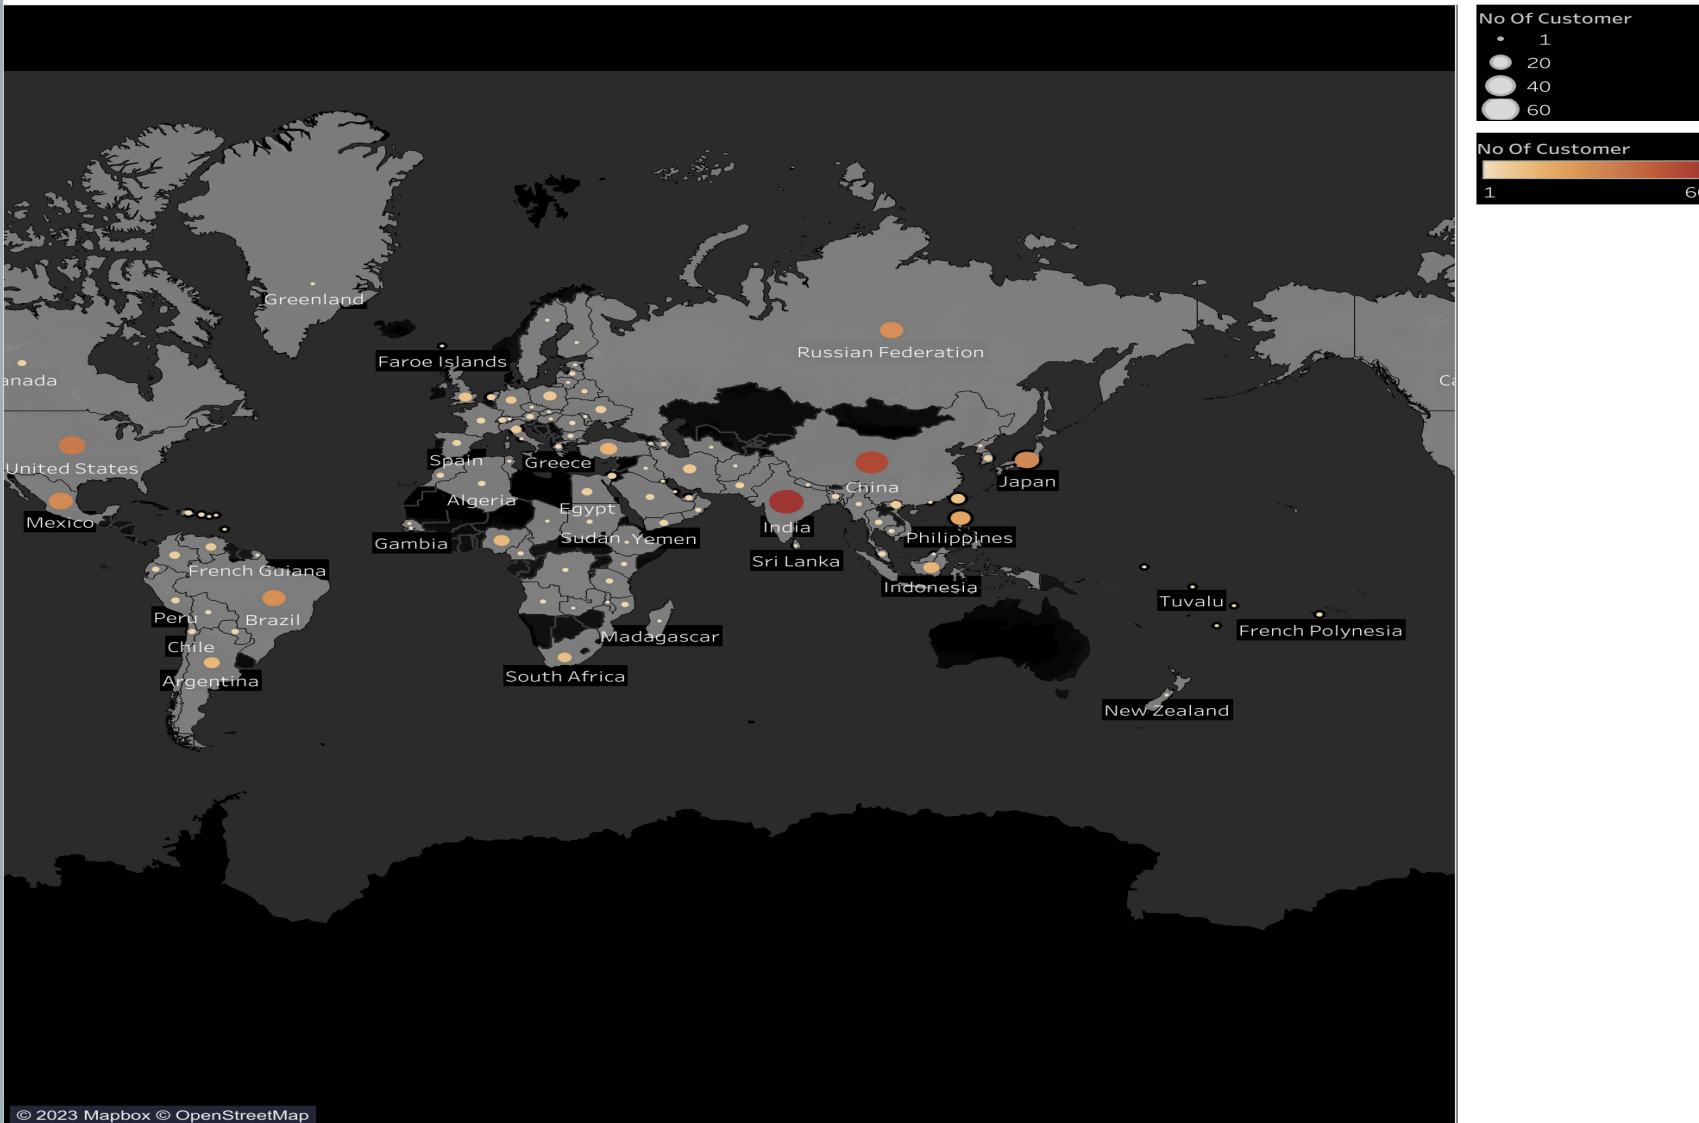 No Of Customer
1
20
40
60
No Of Customer
1
6
Greenland
Faroe Islands
Russian Federation
anada
Ca
United States
Spain
Greece
Japan
China
Mexico
Algeria
Egypt
India
Gambia
Sudan
Yemen
Philippines
Sri Lanka
French Guiana
Indonesia
Tuvalu
Peru
Brazil
French Polynesia
Chile
Madagascar
Argentina
South Africa
New Zealand
© 2023 Mapbox © OpenStreetMap